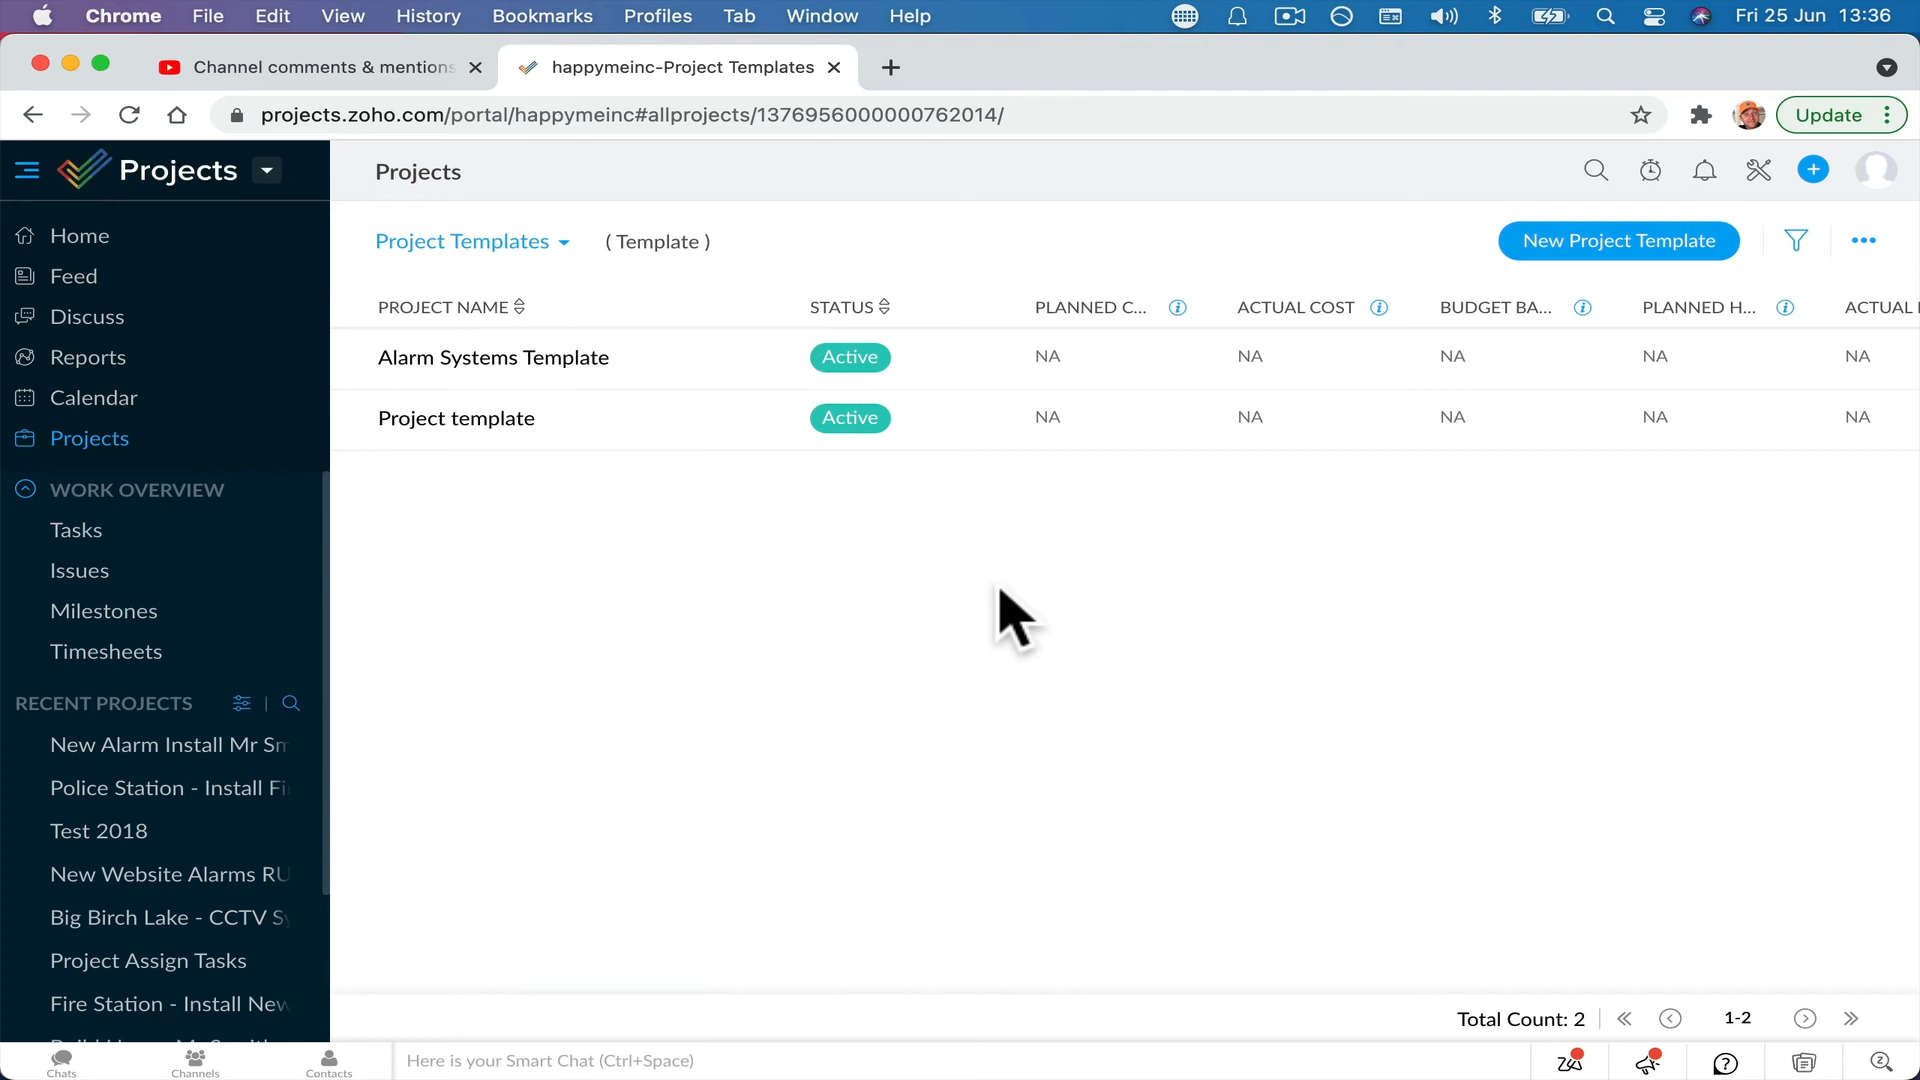 Chrome File Edit View History Bookmarks Profiles Tab Window Help Fri 25 Jun 13:36
Channel comments & mentions happymeinc-Project Templates
projects.zoho.com/portal/happymeinc#allprojects/1376956000000762014/ Update
Projects Projects
Home
Feed
Discuss
Reports
Calendar
Projects
WORK OVERVIEW
Tasks
Issues
Milestones
Timesheets
RECENT PROJECTS
New Alarm Install Mr Sm
Police Station - Install Fi
Test 2018
New Website Alarms RU
Big Birch Lake - CCTV Sy
Project Assign Tasks
Fire Station - Install New
Project Templates ( Template ) New Project Template
PROJECT NAME STATUS PLANNED C... ACTUAL COST BUDGET BA... PLANNED H... ACTUAL
Alarm Systems Template Active NA NA NA NA NA
Project template Active NA NA NA NA NA
Total Count: 2 1-2
Chats Channels Contacts Here is your Smart Chat (Ctrl+Space)